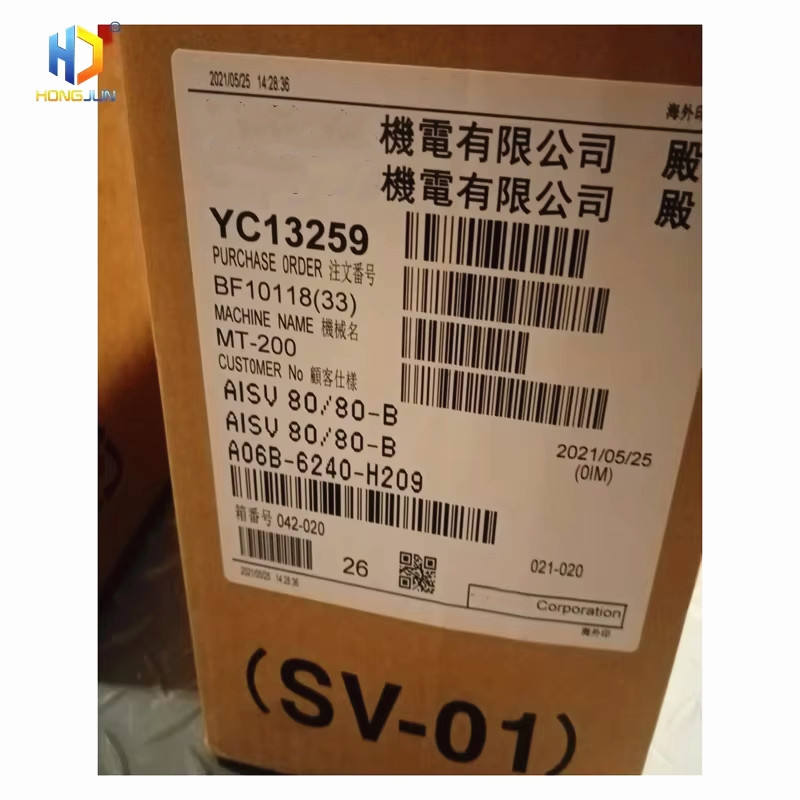 HD
®
HONGJUN
2021/05/25 14:28:36
海外印
機電有限公司 殿
機電有限公司 殿
YC13259
PURCHASE ORDER 注文番号
BF10118(33)
MACHINE NAME 機械名
MT-200
CUSTOMER No 顧客仕様
AISV 80/80-B
AISV 80/80-B
A06B-6240-H209
2021/05/25
(0IM)
箱番号 042-020
26
021-020
2021/05/25 14:28:36
Corporation
海外印
(SV-01)